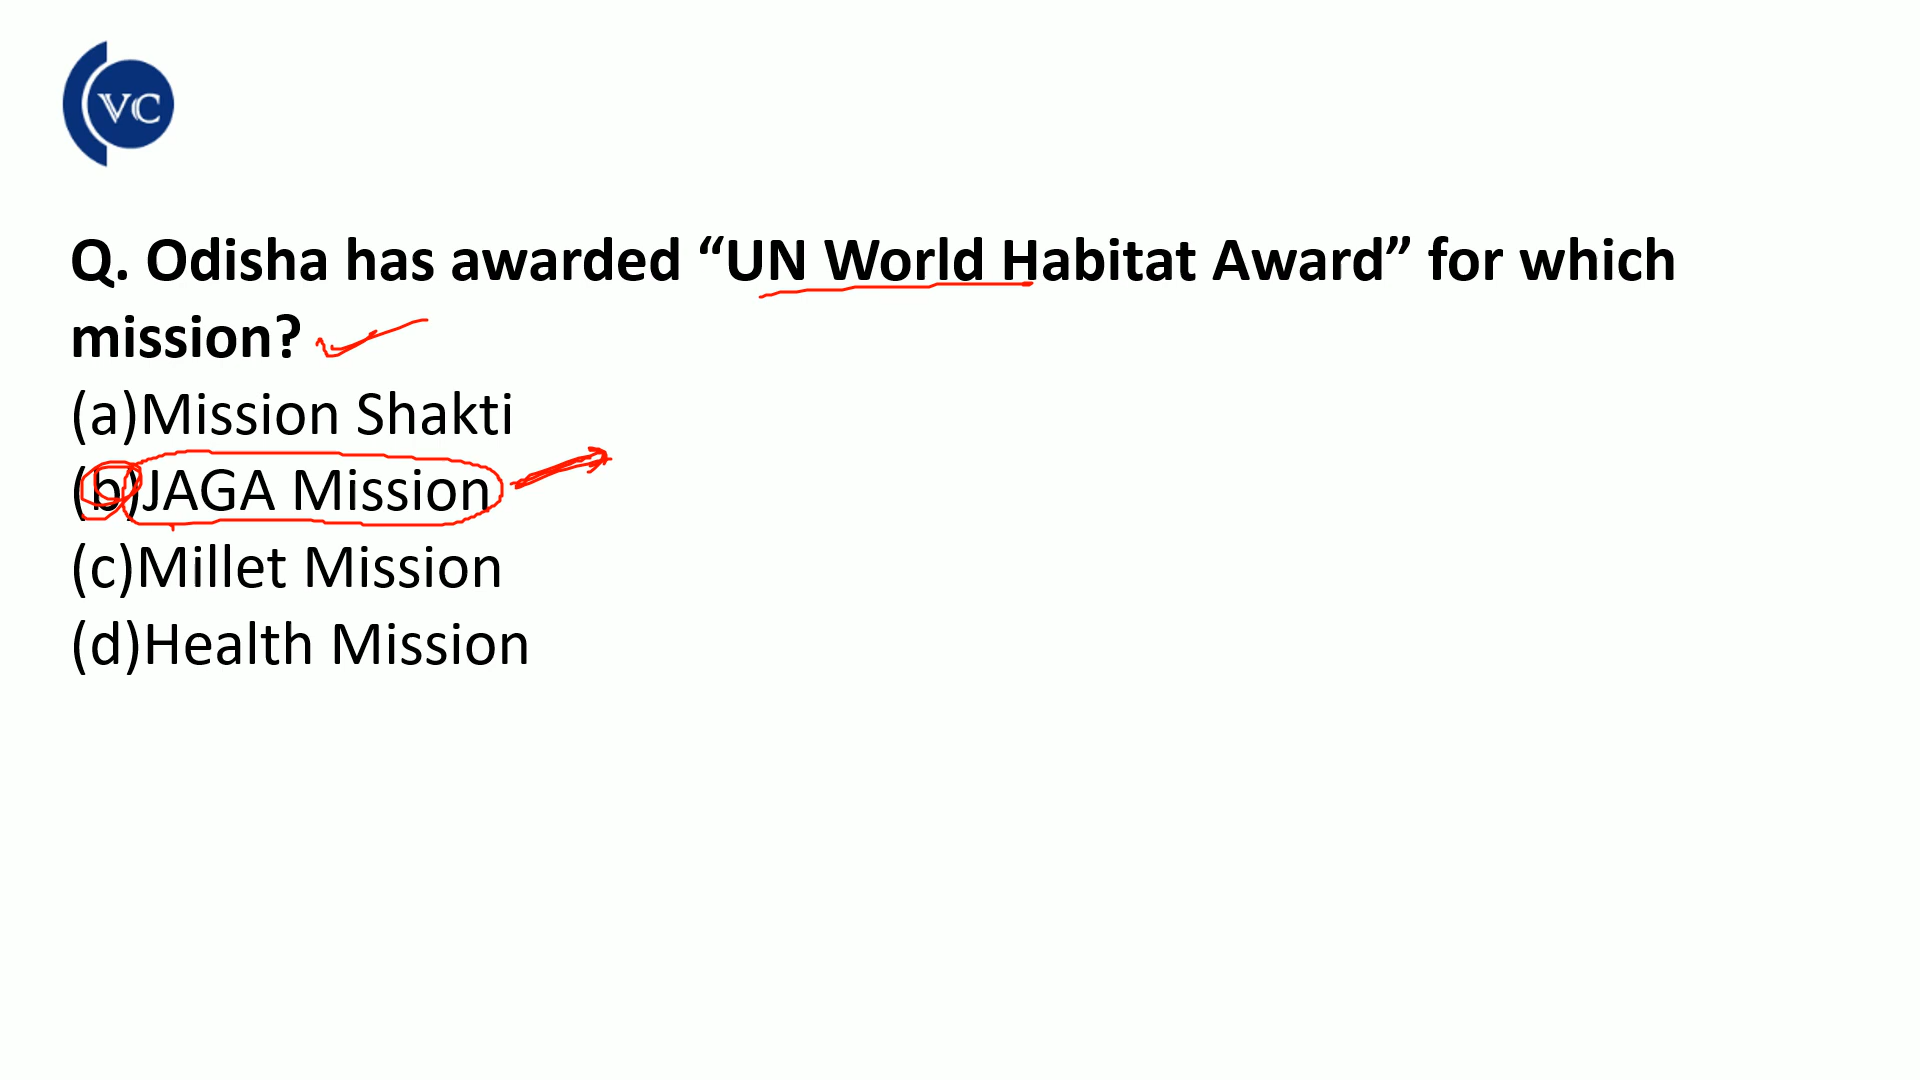 VC
Q. Odisha has awarded “UN World Habitat Award” for which
mission?
(a)Mission Shakti
(b)JAGA Mission
(c)Millet Mission
(d)Health Mission